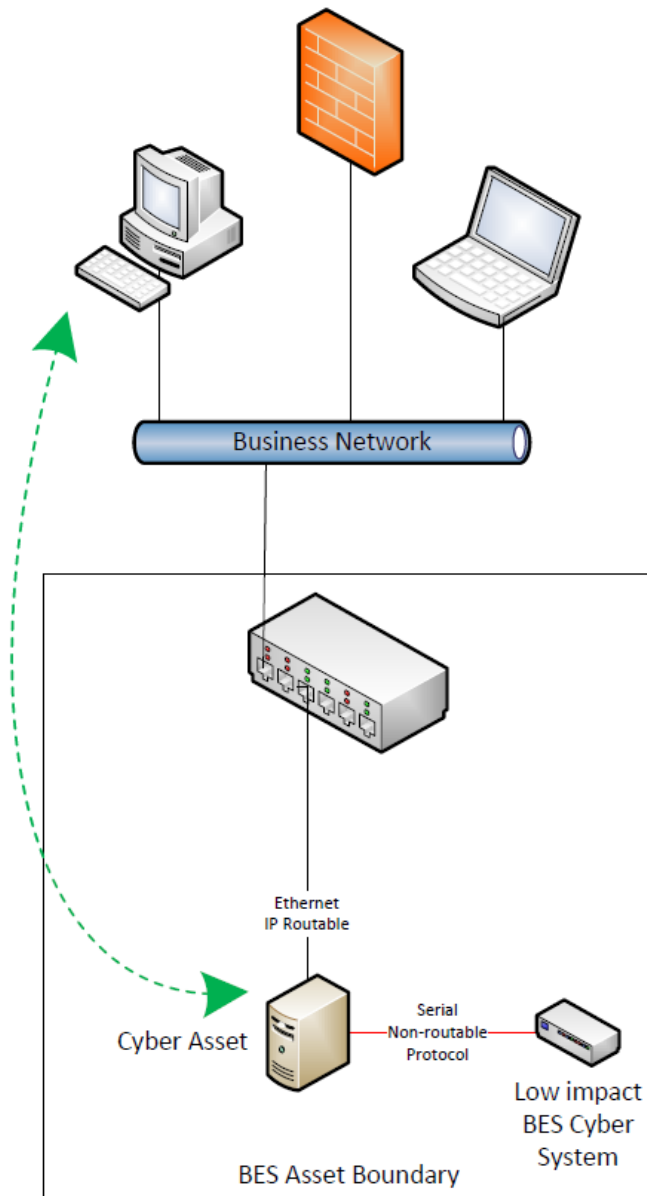 Business Network
Ethernet
IP Routable
Cyber Asset
Serial
Non-routable
Protocol
Low impact
BES Cyber
System
BES Asset Boundary